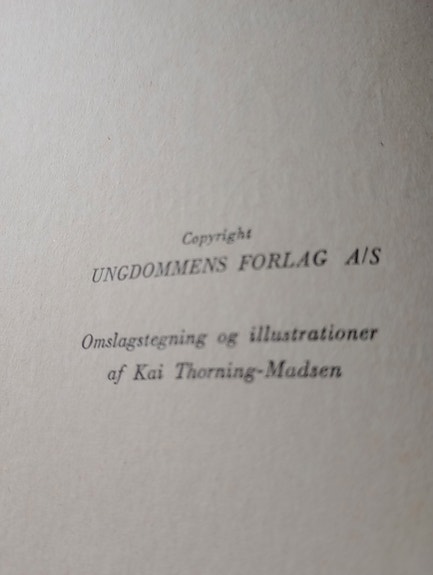 Copyright
UNGDOMMENS FORLAG A/S
Omslagstegning og illustrationer
af Kai Thorning-Madsen